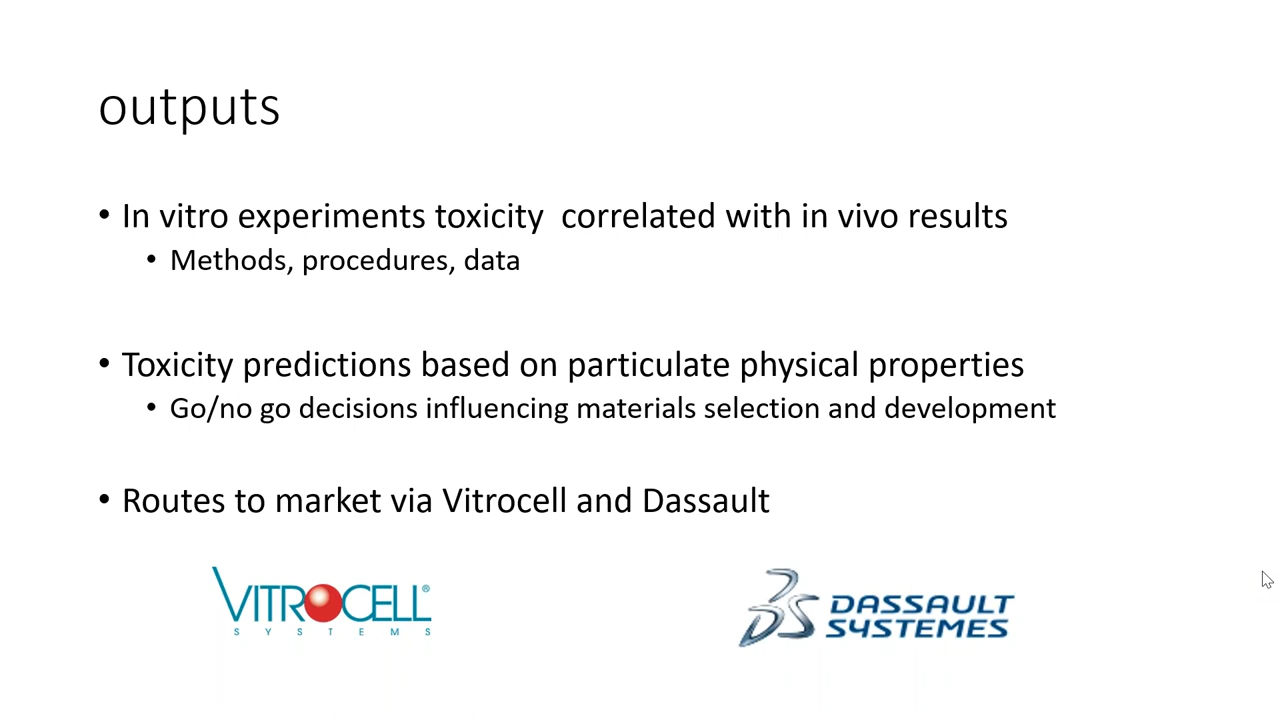 outputs
• In vitro experiments toxicity  correlated with in vivo results
• Methods, procedures, data
• Toxicity predictions based on particulate physical properties
• Go/no go decisions influencing materials selection and development
• Routes to market via Vitrocell and Dassault
VITROCELL®
SYSTEMS
DASSAULT
SYSTEMES